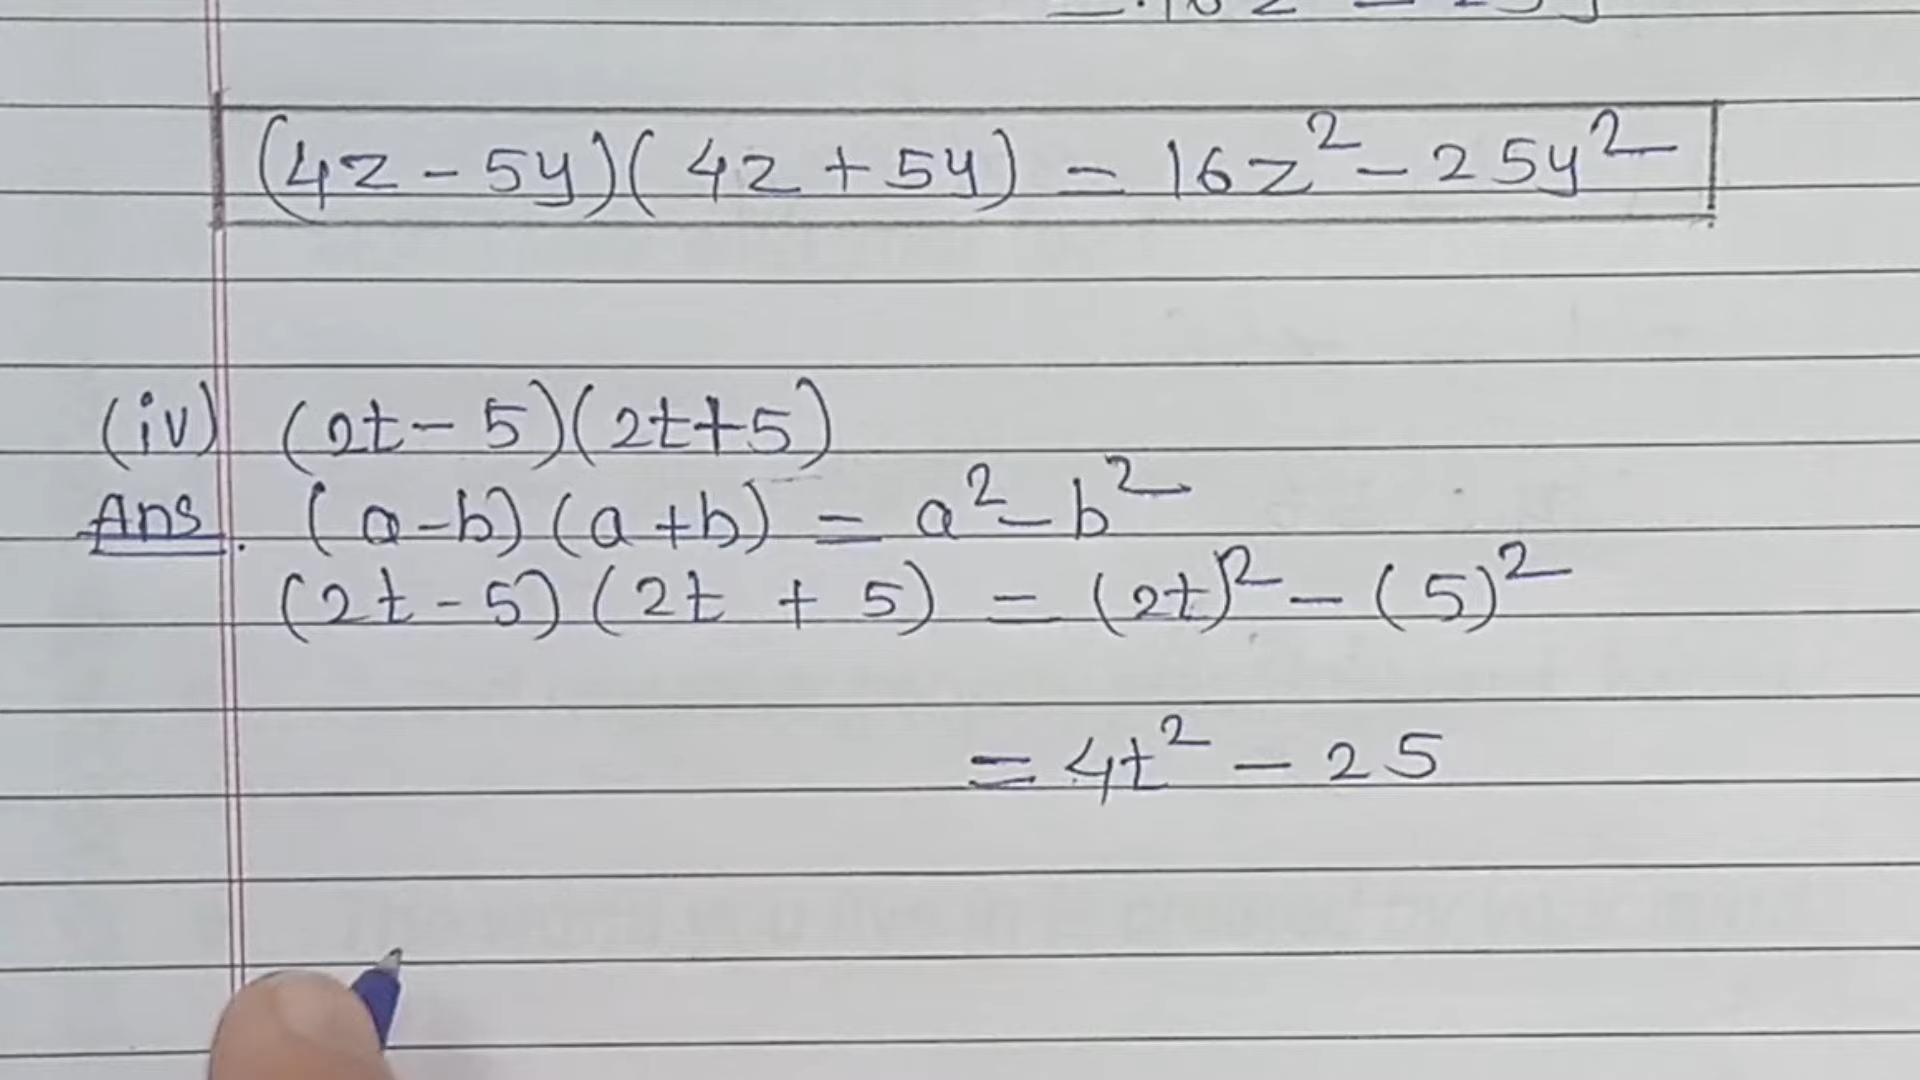 (4z - 5y)(4z + 5y) = 16z² - 25y²
(iv) (2t - 5)(2t+5)
Ans. (a-b)(a+b) = a² - b²
(2t - 5)(2t + 5) = (2t)² - (5)²
= 4t² - 25